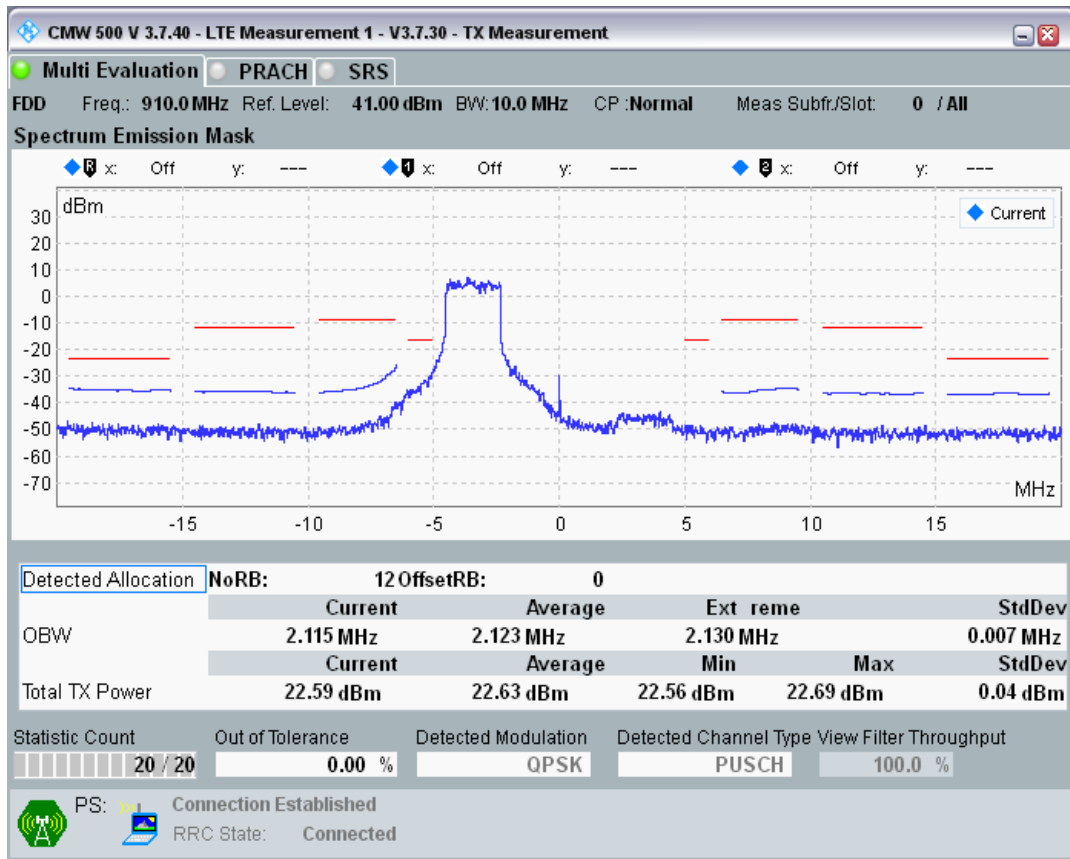 CMW 500 V 3.7.40 - LTE Measurement 1 - V3.7.30 - TX Measurement
Multi Evaluation PRACH SRS
FDD Freq.: 910.0 MHz Ref. Level: 41.00 dBm BW: 10.0 MHz CP :Normal Meas Subfr./Slot: 0 / All
Spectrum Emission Mask
R x: Off y: --- 1 x: Off y: --- 2 x: Off y: ---
dBm
Current
30
20
10
0
-10
-20
-30
-40
-50
-60
-70
MHz
-15 -10 -5 0 5 10 15
Detected Allocation NoRB: 12 OffsetRB: 0
Current Average Ext reme StdDev
OBW 2.115 MHz 2.123 MHz 2.130 MHz 0.007 MHz
Current Average Min Max StdDev
Total TX Power 22.59 dBm 22.63 dBm 22.56 dBm 22.69 dBm 0.04 dBm
Statistic Count Out of Tolerance Detected Modulation Detected Channel Type View Filter Throughput
20 / 20 0.00 % QPSK PUSCH 100.0 %
PS: Connection Established
RRC State: Connected